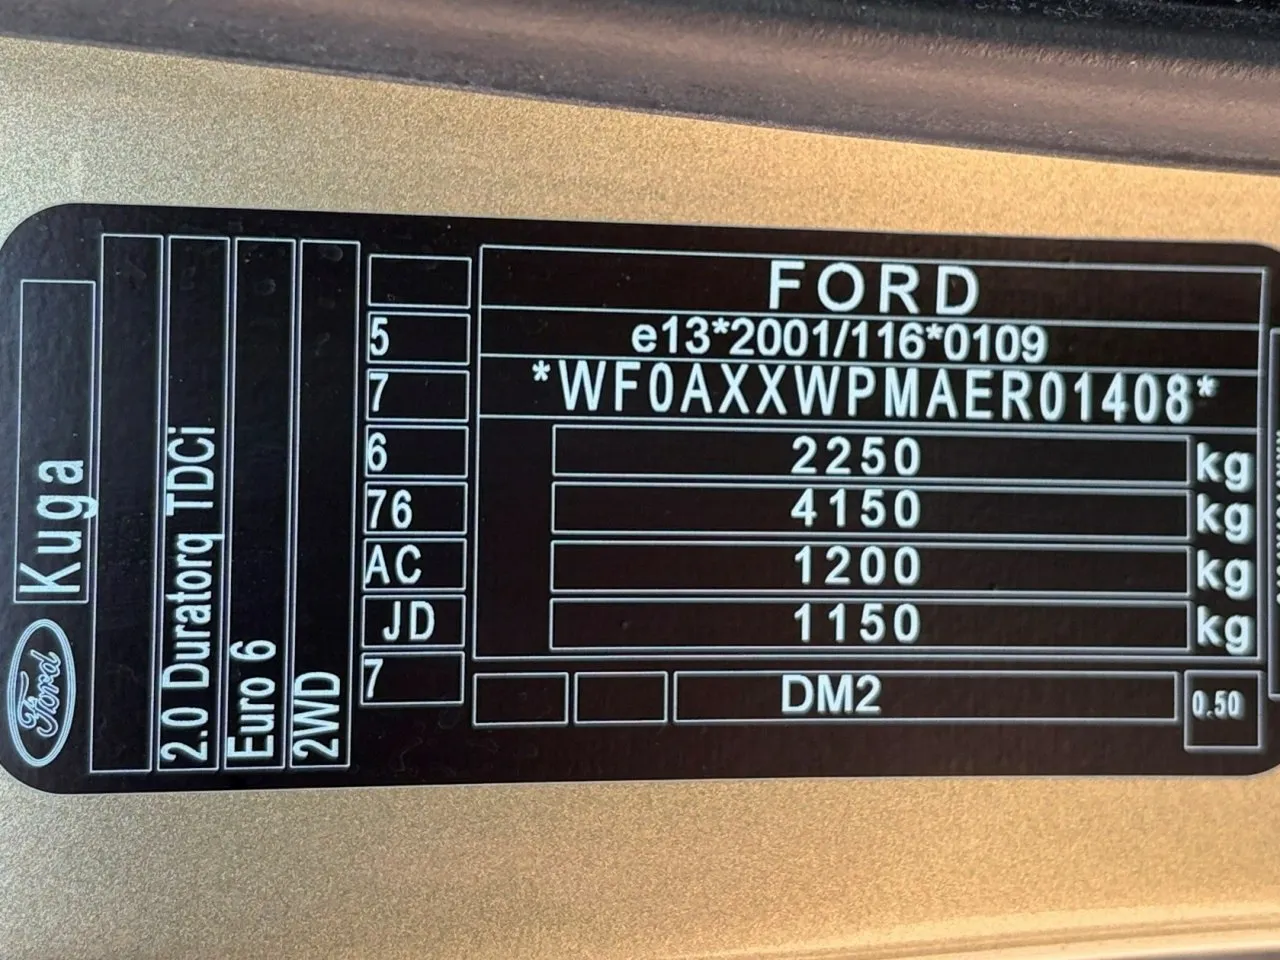 FORD
e13*2001/116*0109
*WF0AXXWPMAER01408*
2250 kg
4150 kg
1200 kg
1150 kg
DM2
0.50
5
7
6
76
AC
JD
7
Ford
Kuga
2.0 Duratorq TDCi
Euro 6
2WD